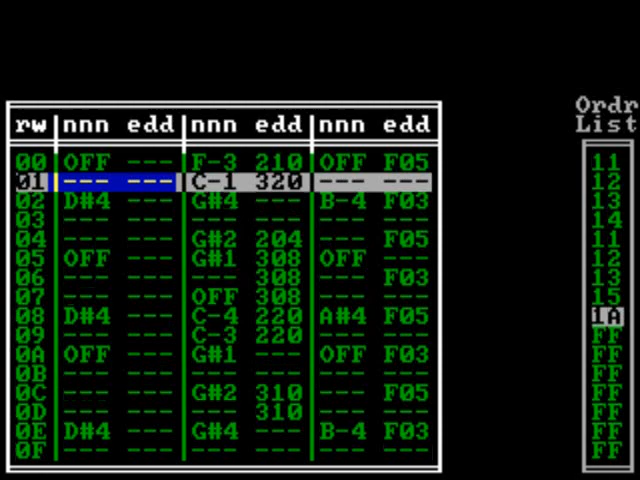 Ordr
List
rw nnn edd nnn edd nnn edd
00 OFF --- F-3 210 OFF F05 11
01 --- --- C-1 320 --- --- 12
02 D#4 --- G#4 --- B-4 F03 13
03 --- --- --- --- --- --- 14
04 --- --- G#2 204 --- F05 11
05 OFF --- G#1 308 OFF --- 12
06 --- --- --- 308 --- F03 13
07 --- --- OFF 308 --- --- 15
08 D#4 --- C-4 220 A#4 F05 1A
09 --- --- C-3 220 --- --- FF
0A OFF --- G#1 --- OFF F03 FF
0B --- --- --- --- --- --- FF
0C --- --- G#2 310 --- F05 FF
0D --- --- --- 310 --- --- FF
0E D#4 --- G#4 --- B-4 F03 FF
0F --- --- --- --- --- --- FF